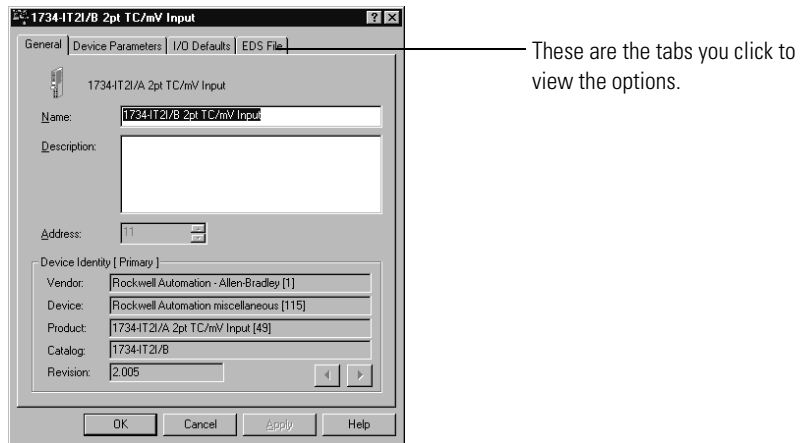 1734-IT2I/B 2pt TC/mV Input
General Device Parameters I/O Defaults EDS File
These are the tabs you click to
view the options.
1734-IT2I/A 2pt TC/mV Input
Name: 1734-IT2I/B 2pt TC/mV Input
Description:
Address: 11
Device Identity [ Primary ]
Vendor: Rockwell Automation - Allen-Bradley [1]
Device: Rockwell Automation miscellaneous [115]
Product: 1734-IT2I/A 2pt TC/mV Input [49]
Catalog: 1734-IT2I/B
Revision: 2.005
OK Cancel Apply Help